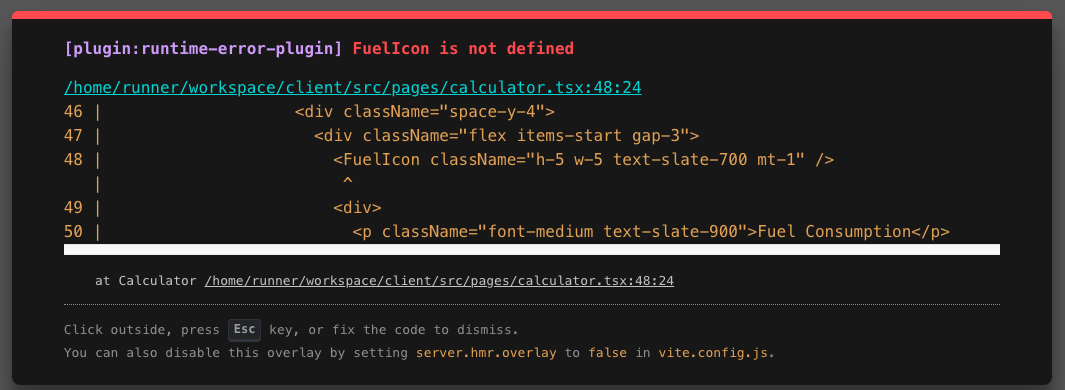 [plugin:runtime-error-plugin] FuelIcon is not defined
/home/runner/workspace/client/src/pages/calculator.tsx:48:24
46 |                    <div className="space-y-4">
47 |                      <div className="flex items-start gap-3">
48 |                        <FuelIcon className="h-5 w-5 text-slate-700 mt-1" />
   |                         ^
49 |                        <div>
50 |                          <p className="font-medium text-slate-900">Fuel Consumption</p>
at Calculator /home/runner/workspace/client/src/pages/calculator.tsx:48:24
Click outside, press Esc key, or fix the code to dismiss.
You can also disable this overlay by setting server.hmr.overlay to false in vite.config.js.